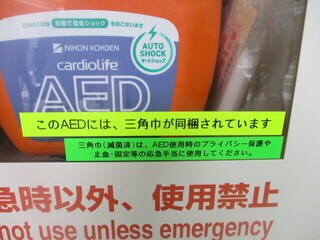 このAEDは 自動で電気ショック をおこないます
NIHON KOHDEN
AUTO
SHOCK
オートショック
cardiolife
AED
このAEDには、三角巾が同梱されています
三角巾(滅菌済)は、AED使用時のプライバシー保護や
止血・固定等の応急手当に使用してください。
急時以外、使用禁止
not use unless emergency